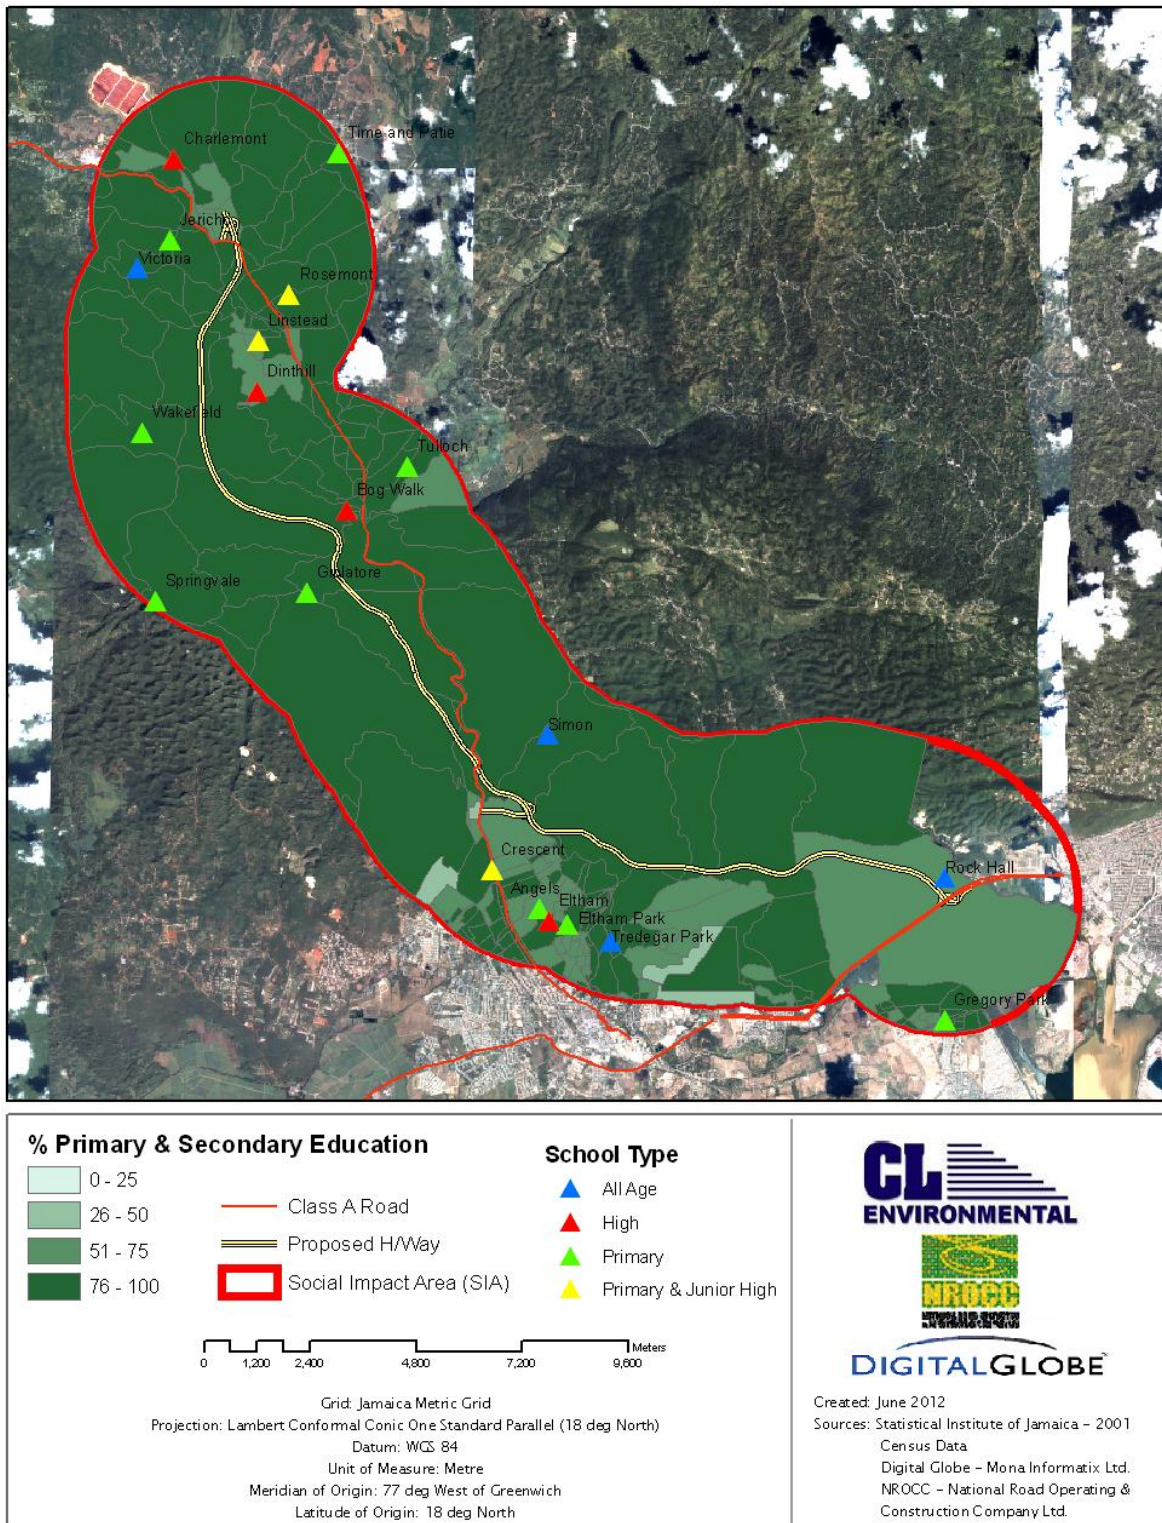 Charlemont
Time and Patie
Jericho
Victoria
Rosemont
Linstead
Dinthill
Wakefield
Tulloch
Bog Walk
Springvale
Simon
Crescent
Rock Hall
Angels
Eltham
Eltham Park
Tredegar Park
Gregory Park
% Primary & Secondary Education
0 - 25
26 - 50
51 - 75
76 - 100
Class A Road
Proposed H/Way
Social Impact Area (SIA)
School Type
All Age
High
Primary
Primary & Junior High
0 1,200 2,400 4,800 7,200 9,600 Meters
Grid: Jamaica Metric Grid
Projection: Lambert Conformal Conic One Standard Parallel (18 deg North)
Datum: WGS 84
Unit of Measure: Metre
Meridian of Origin: 77 deg West of Greenwich
Latitude of Origin: 18 deg North
CL
ENVIRONMENTAL
NROCC
DIGITALGLOBE
Created: June 2012
Sources: Statistical Institute of Jamaica - 2001
Census Data
Digital Globe - Mona Informatix Ltd.
NROCC - National Road Operating &
Construction Company Ltd.